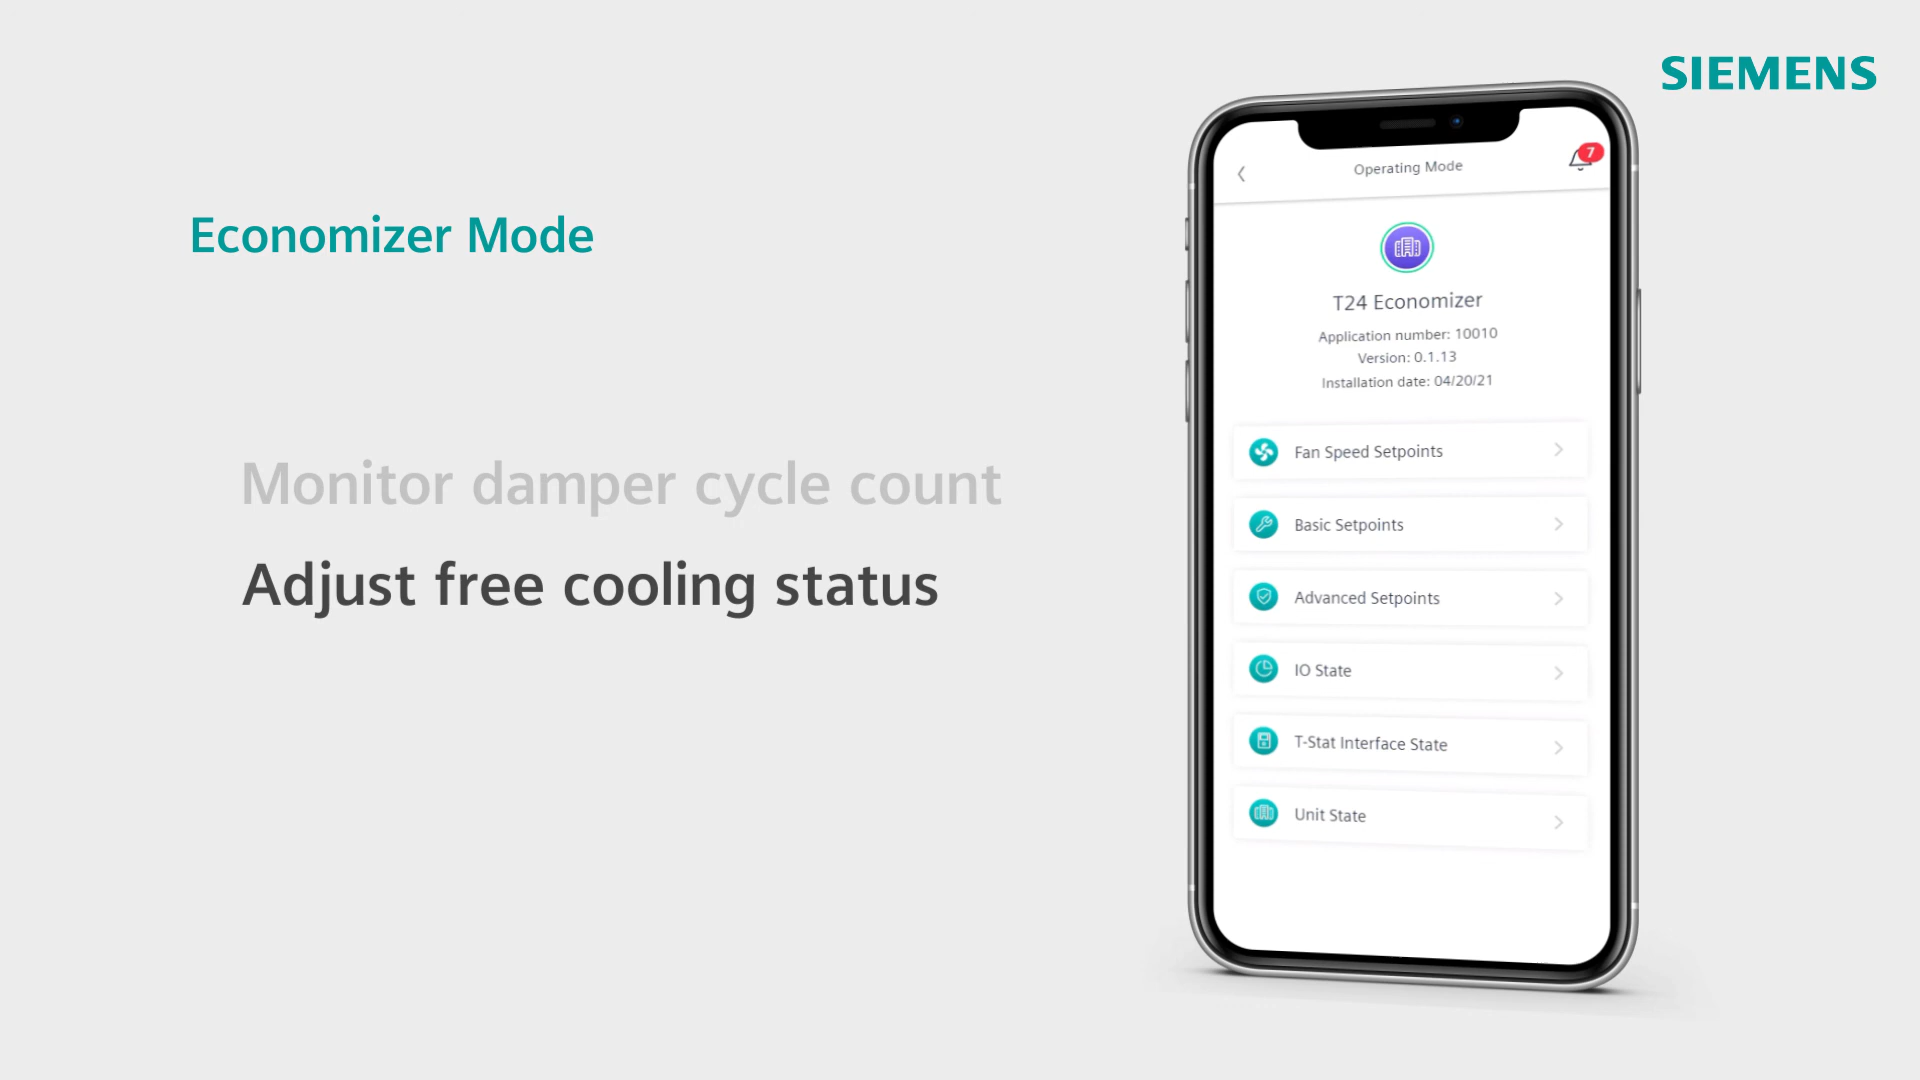 SIEMENS
Economizer Mode
Monitor damper cycle count
Adjust free cooling status
Operating Mode
7
T24 Economizer
Application number: 10010
Version: 0.1.13
Installation date: 04/20/21
Fan Speed Setpoints
Basic Setpoints
Advanced Setpoints
IO State
T-Stat Interface State
Unit State